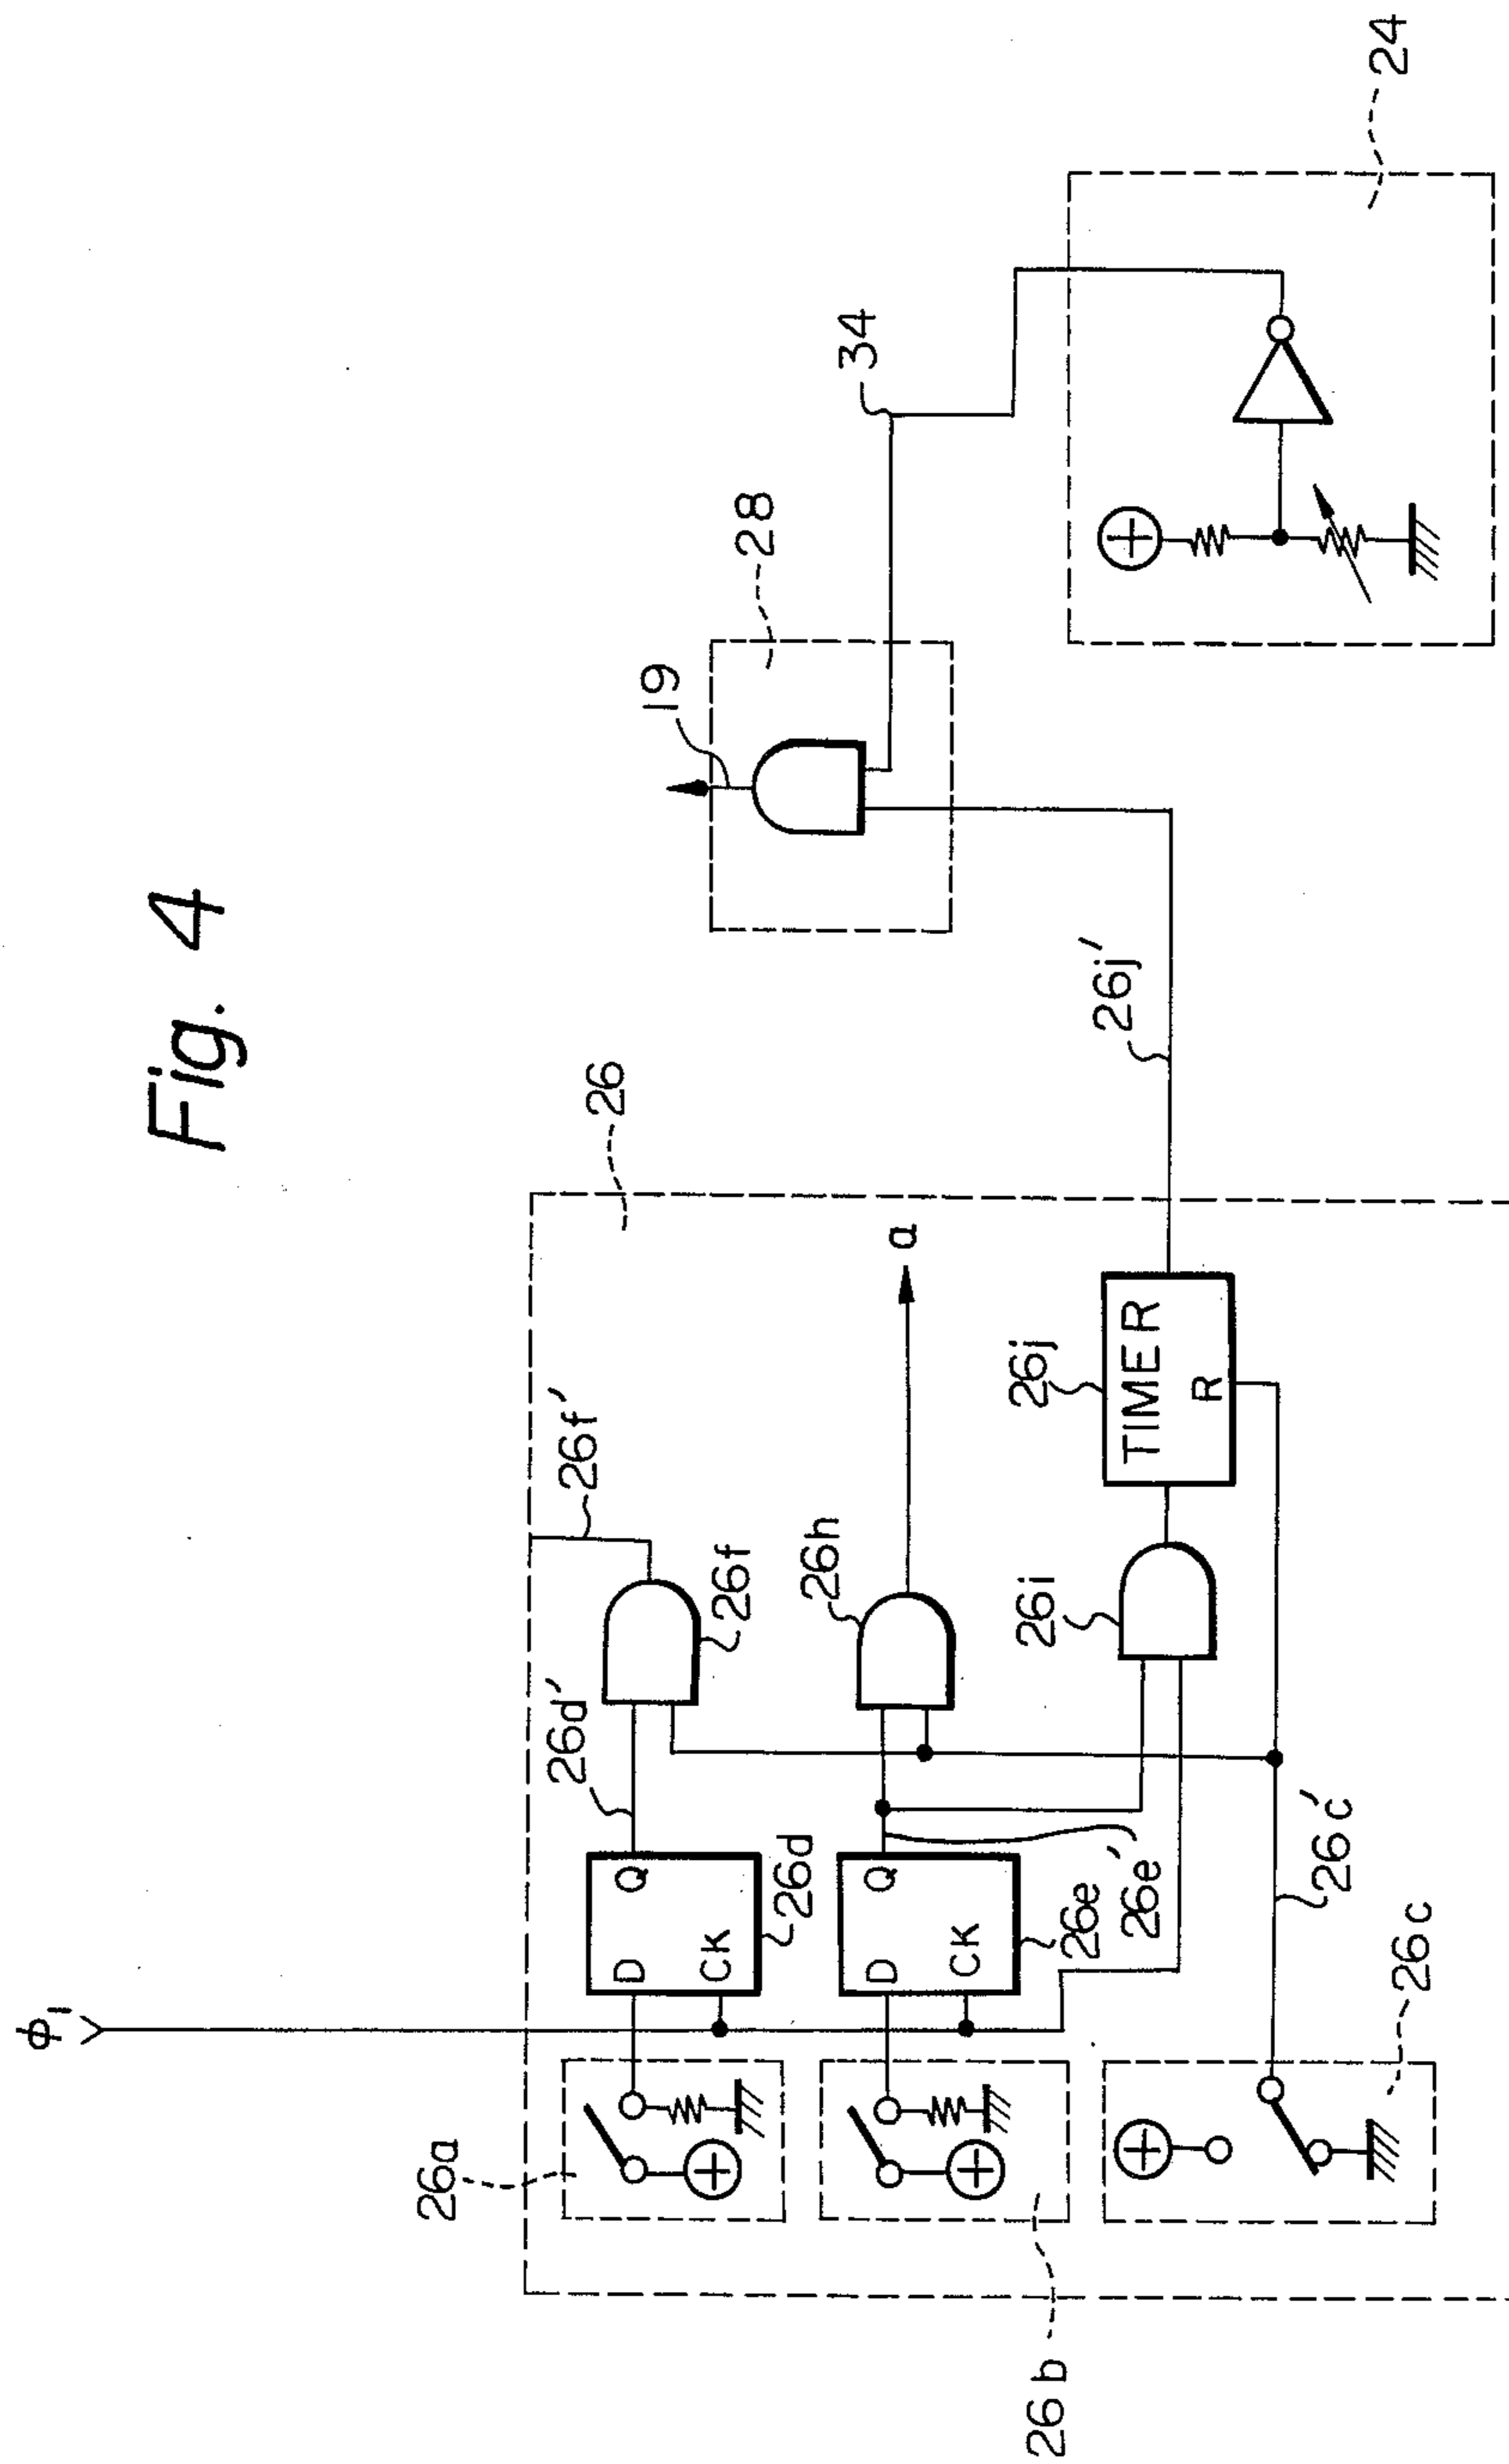 Fig. 4
φ1
26
26a
D
Q
CK
26d
26d'
26f
26f'
26b
D
Q
CK
26e
26e'
26h
a
26c
26c'
26i
26j
TIMER
R
26j'
28
19
34
24